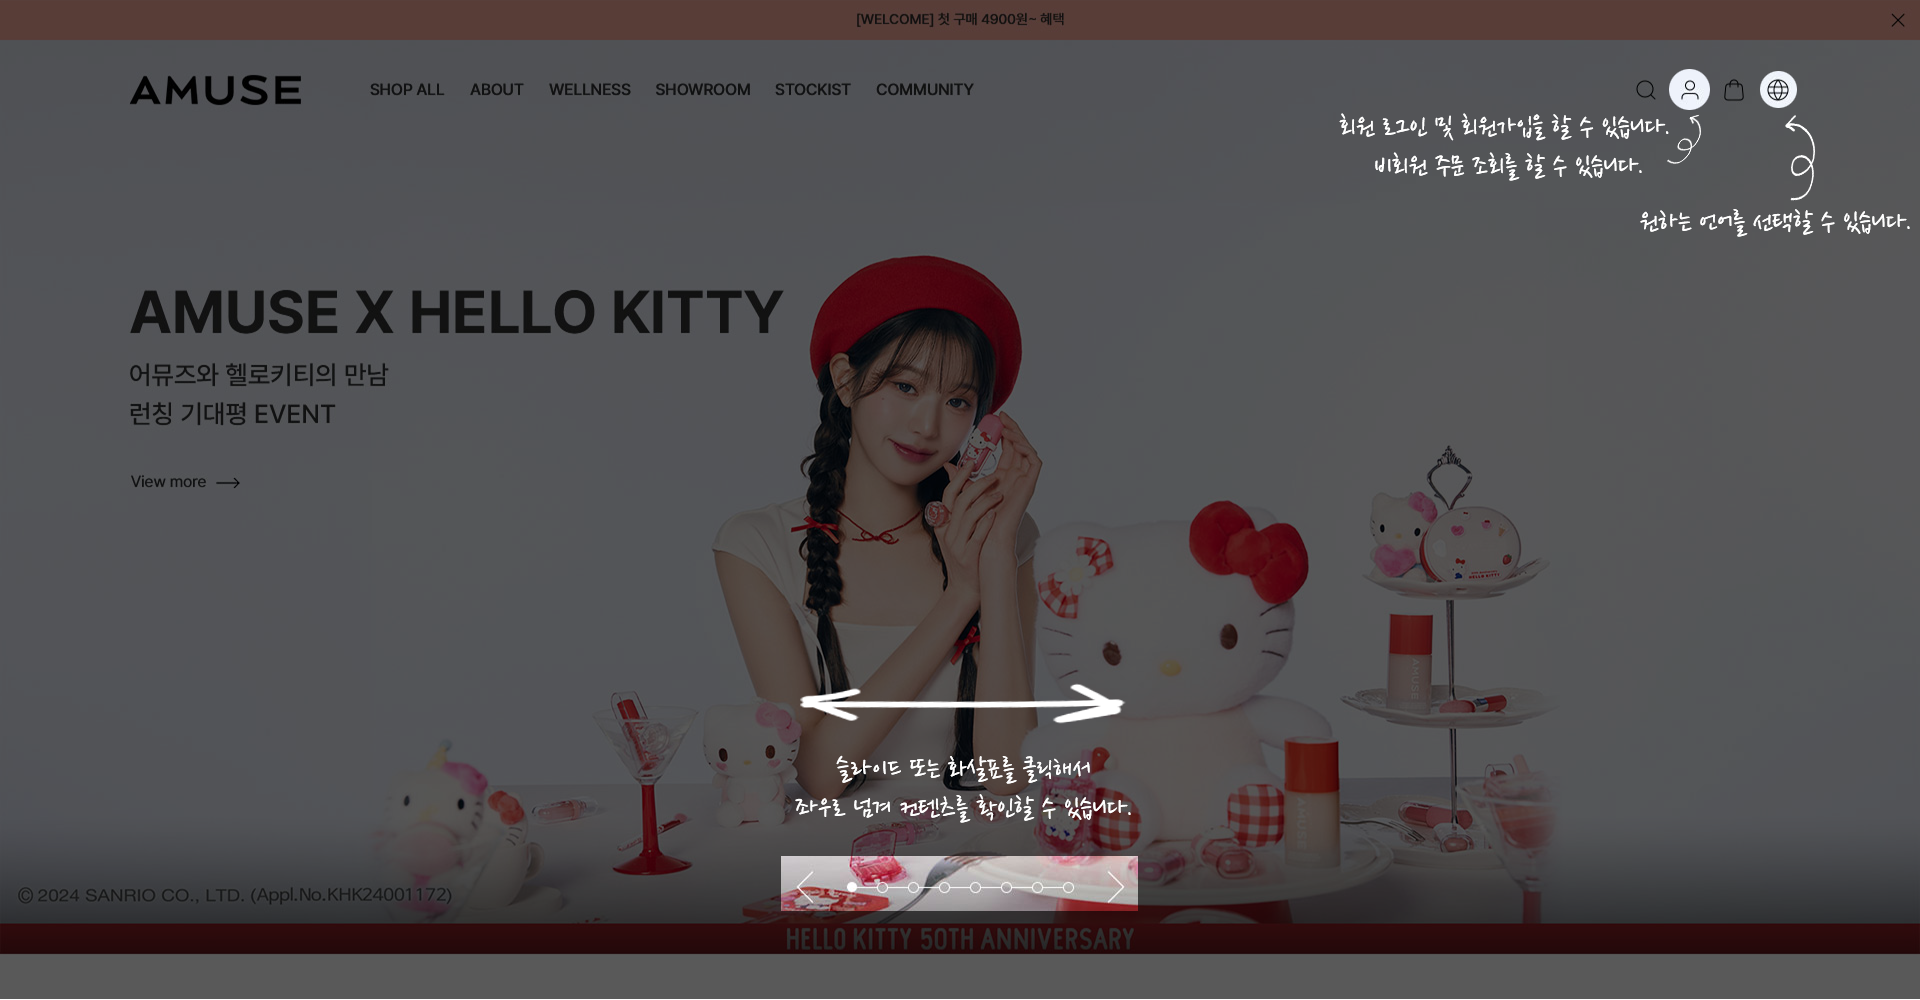 [WELCOME] 첫 구매 4900원~ 혜택
AMUSE
SHOP ALL ABOUT WELLNESS SHOWROOM STOCKIST COMMUNITY
회원 로그인 및 회원가입을 할 수 있습니다.
비회원 주문 조회를 할 수 있습니다.
원하는 언어를 선택할 수 있습니다.
AMUSE X HELLO KITTY
어뮤즈와 헬로키티의 만남
런칭 기대평 EVENT
View more
HELLO KITTY
AMUSE
AMUSE
슬라이드 또는 화살표를 클릭해서
좌우로 넘겨 컨텐츠를 확인할 수 있습니다.
© 2024 SANRIO CO., LTD. (Appl.No.KHK24001172)
HELLO KITTY 50TH ANNIVERSARY